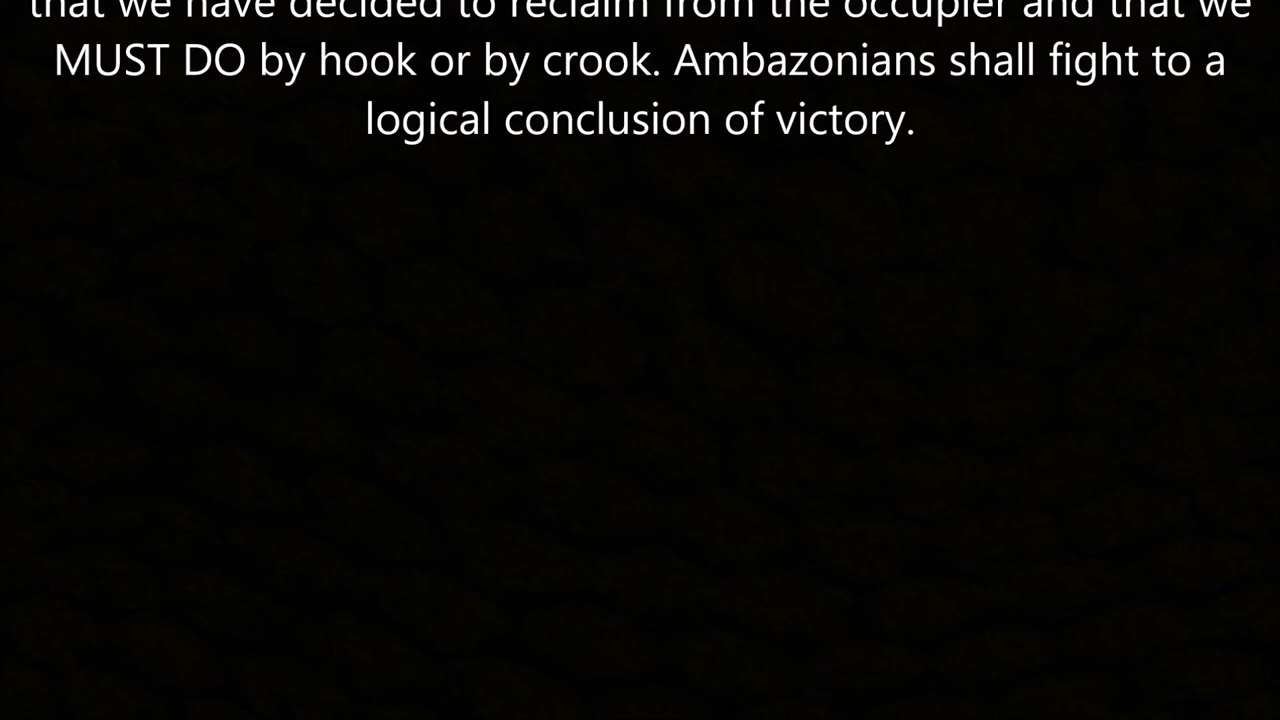 that we have decided to reclaim from the occupier and that we
MUST DO by hook or by crook. Ambazonians shall fight to a
logical conclusion of victory.